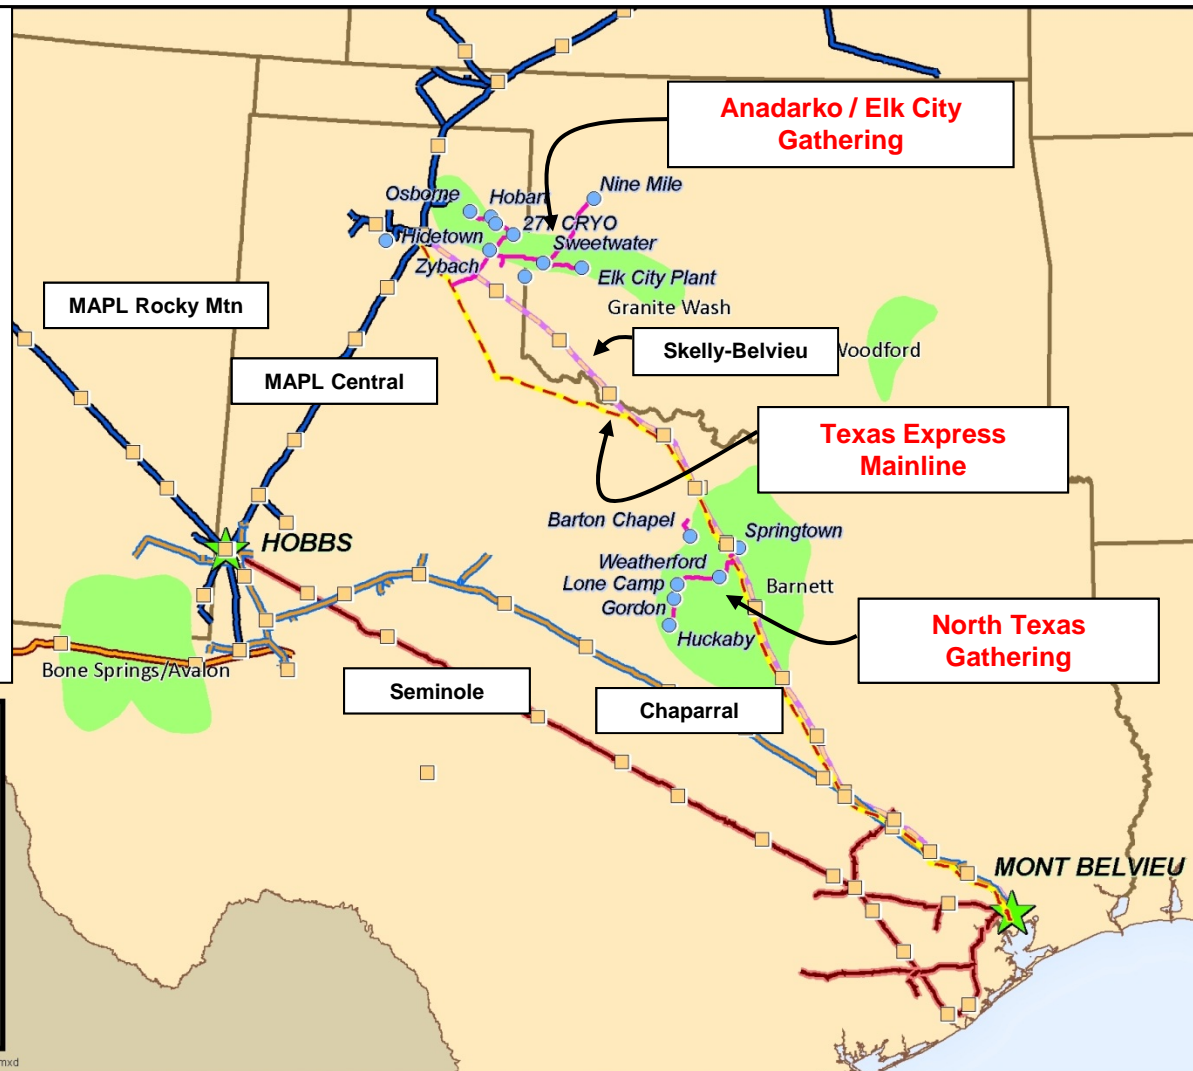 Anadarko / Elk City
Gathering
Nine Mile
Osborne
Hobart
27 CRYO
Hidetown
Sweetwater
Zybach
Elk City Plant
MAPL Rocky Mtn
Granite Wash
Skelly-Belvieu
Woodford
MAPL Central
Texas Express
Mainline
Barton Chapel
Springtown
HOBBS
Weatherford
Lone Camp
Barnett
Gordon
North Texas
Gathering
Huckaby
Bone Springs/Avalon
Seminole
Chaparral
MONT BELVIEU
mxd